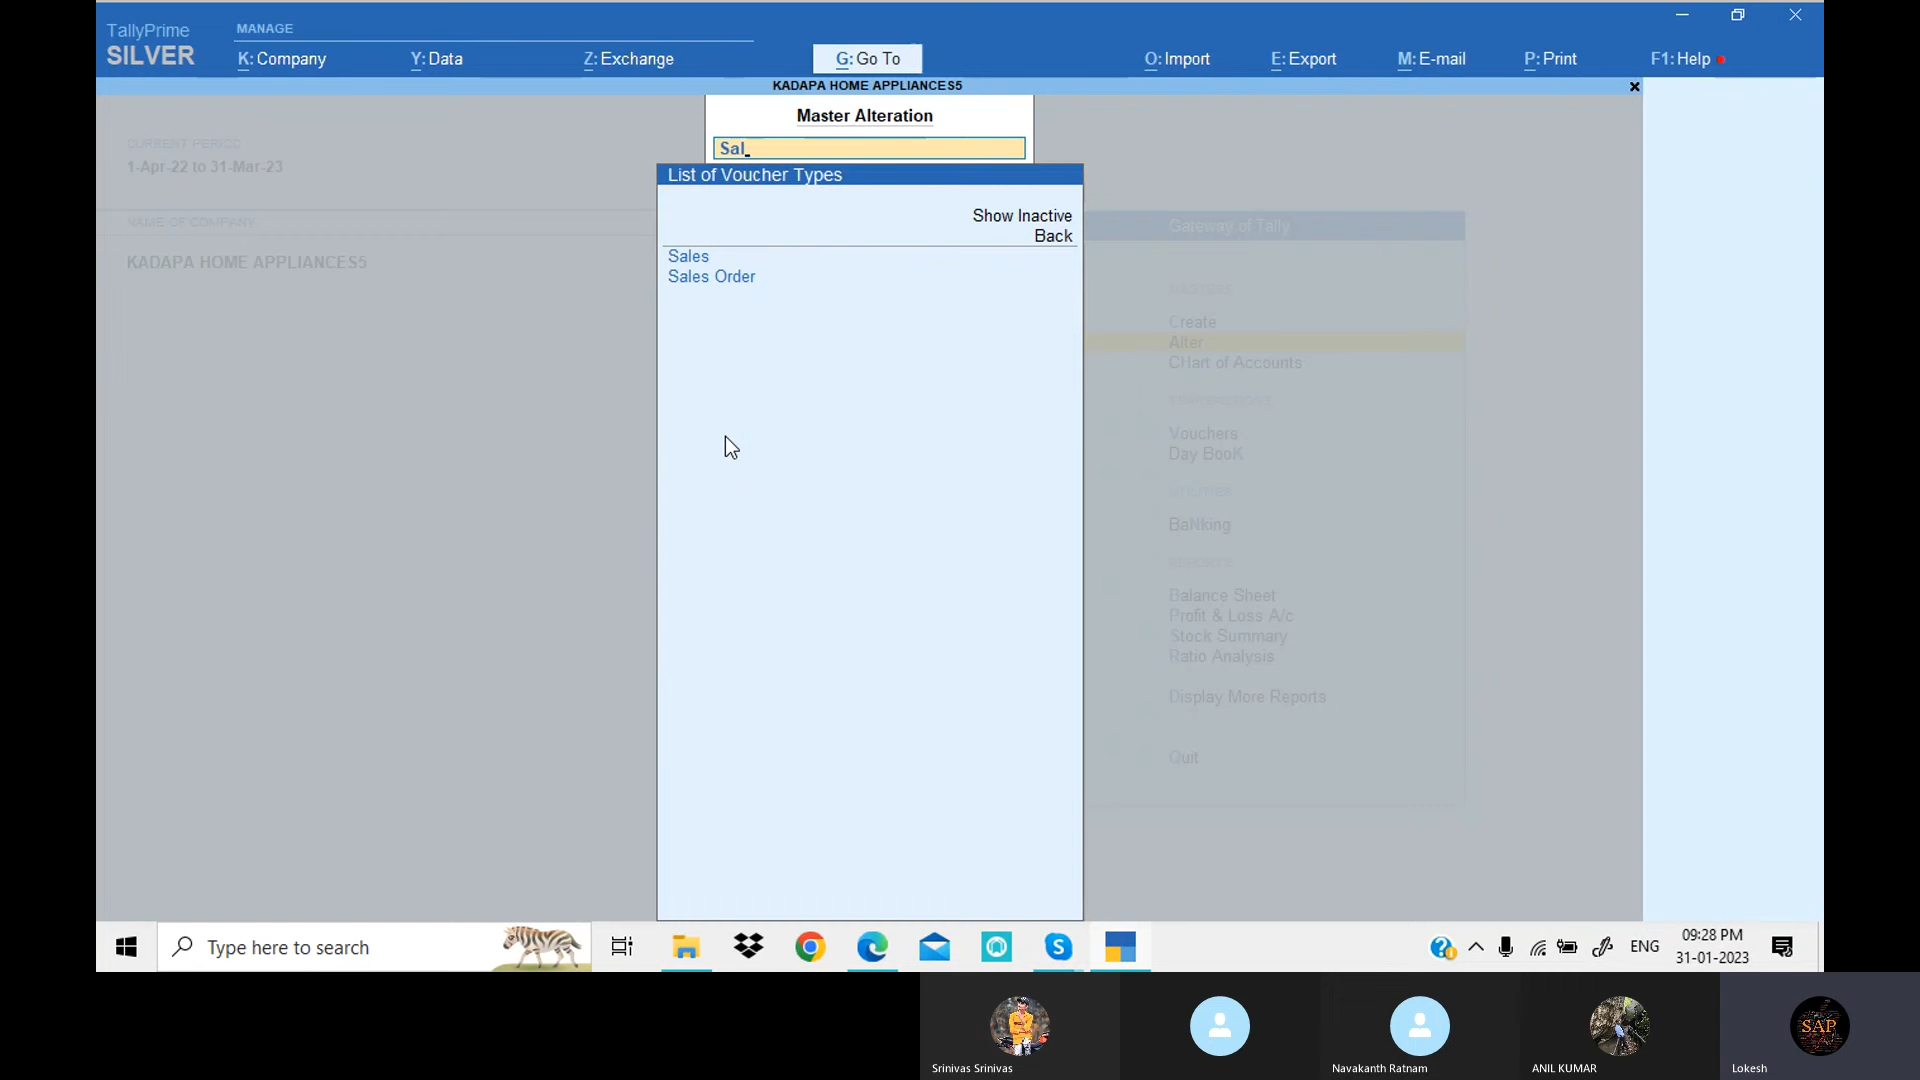 TallyPrime
SILVER
MANAGE
K: Company
Y: Data
Z: Exchange
G: Go To
O: Import
E: Export
M: E-mail
P: Print
F1: Help
KADAPA HOME APPLIANCES5
Master Alteration
Sal
CURRENT PERIOD
1-Apr-22 to 31-Mar-23
NAME OF COMPANY
KADAPA HOME APPLIANCES5
List of Voucher Types
Show Inactive
Back
Sales
Sales Order
Gateway of Tally
MASTERS
Create
Alter
CHart of Accounts
TRANSACTIONS
Vouchers
Day BooK
UTILITIES
BaNking
REPORTS
Balance Sheet
Profit & Loss A/c
Stock Summary
Ratio Analysis
Display More Reports
Quit
Type here to search
ENG
09:28 PM
31-01-2023
SAP
Srinivas Srinivas
Navakanth Ratnam
ANIL KUMAR
Lokesh